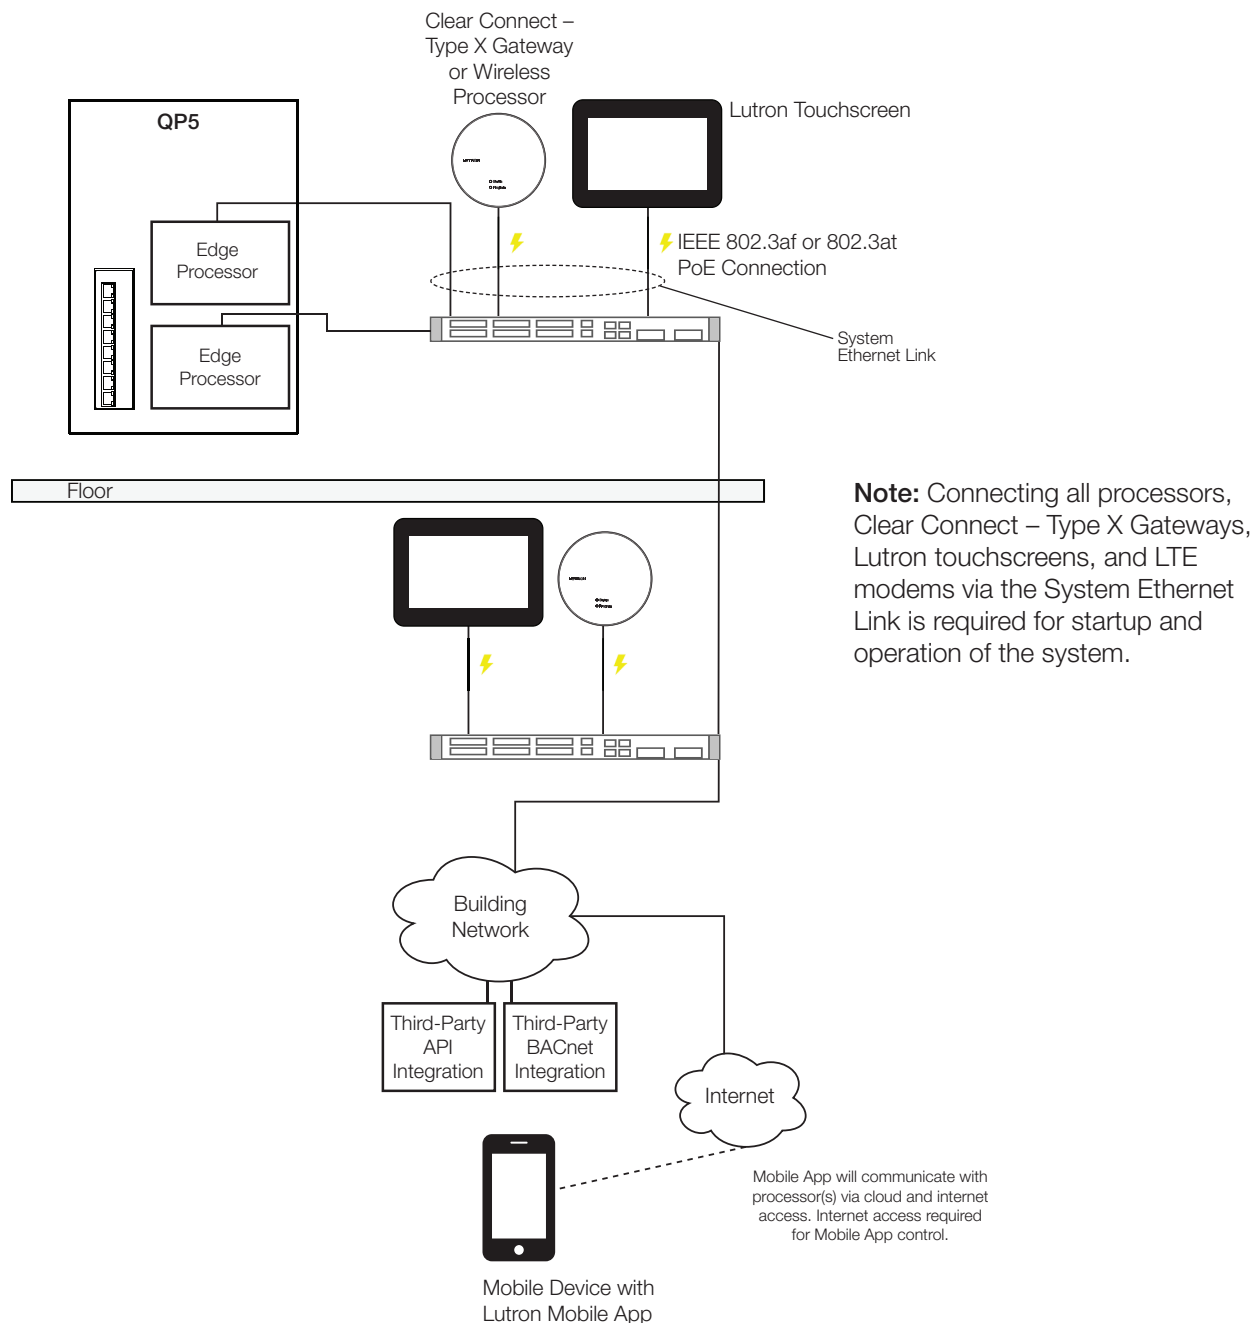 Clear Connect –
Type X Gateway
or Wireless
Processor
QP5
Lutron Touchscreen
Edge
Processor
IEEE 802.3af or 802.3at
PoE Connection
Edge
Processor
System
Ethernet Link
Floor
Note: Connecting all processors,
Clear Connect – Type X Gateways,
Lutron touchscreens, and LTE
modems via the System Ethernet
Link is required for startup and
operation of the system.
Building
Network
Third-Party
API
Integration
Third-Party
BACnet
Integration
Internet
Mobile App will communicate with
processor(s) via cloud and internet
access. Internet access required
for Mobile App control.
Mobile Device with
Lutron Mobile App